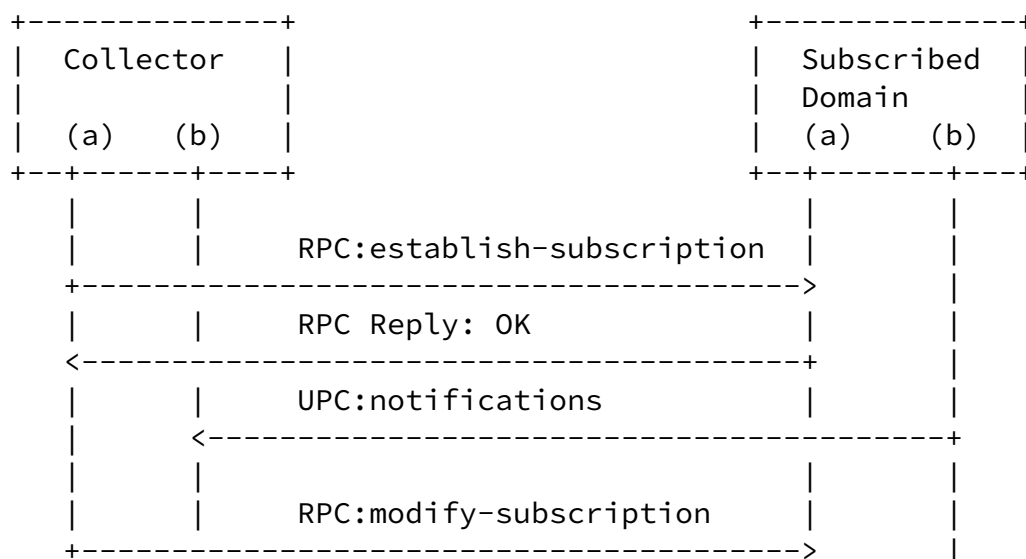 Collector Subscribed
Domain
(a) (b) (a) (b)
RPC:establish-subscription
RPC Reply: OK
UPC:notifications
RPC:modify-subscription